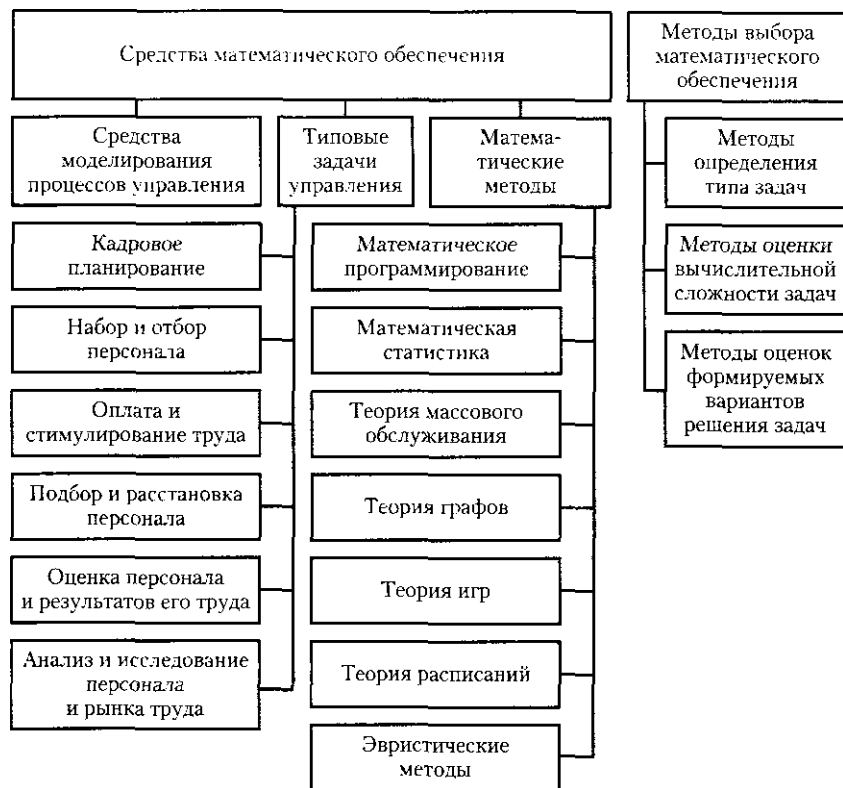 Средства математического обеспечения
Методы выбора
математического
обеспечения
Средства
моделирования
процессов управления
Типовые
задачи
управления
Матема-
тические
методы
Кадровое
планирование
Набор и отбор
персонала
Оплата и
стимулирование труда
Подбор и расстановка
персонала
Оценка персонала
и результатов его труда
Анализ и исследование
персонала
и рынка труда
Математическое
программирование
Математическая
статистика
Теория массового
обслуживания
Теория графов
Теория игр
Теория расписаний
Эвристические
методы
Методы
определения
типа задач
Методы оценки
вычислительной
сложности задач
Методы оценок
формируемых
вариантов
решения задач